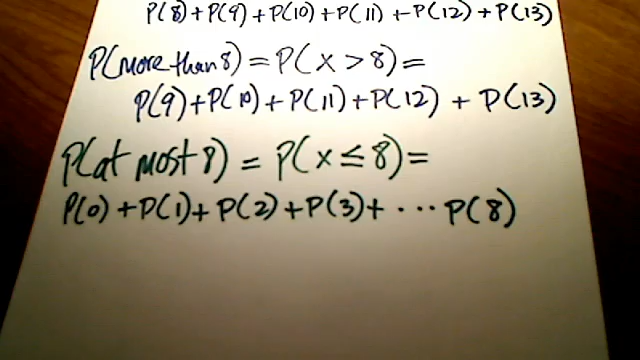 P(8) + P(9) + P(10) + P(11) + P(12) + P(13)
P(more than 8) = P(x > 8) =
P(9) + P(10) + P(11) + P(12) + P(13)
P(at most 8) = P(x ≤ 8) =
P(0) + P(1) + P(2) + P(3) + ... P(8)